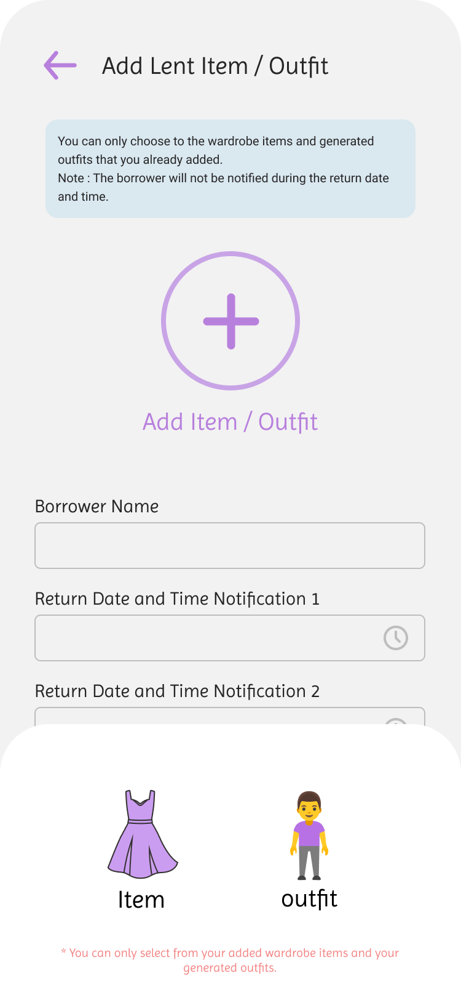 Add Lent Item / Outfit
You can only choose to the wardrobe items and generated
outfits that you already added.
Note : The borrower will not be notified during the return date
and time.
Add Item / Outfit
Borrower Name
Return Date and Time Notification 1
Return Date and Time Notification 2
Item
outfit
* You can only select from your added wardrobe items and your
generated outfits.